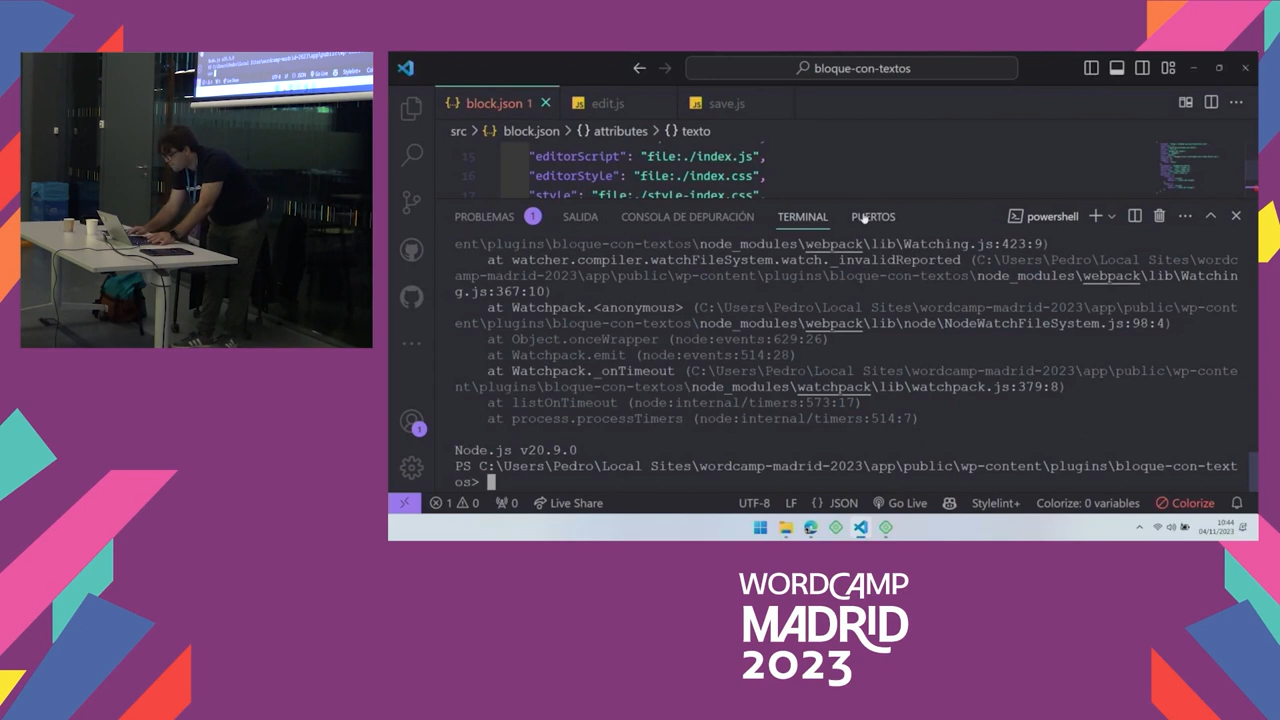 bloque-con-textos
block.json 1
edit.js
save.js
src > block.json > attributes > texto
15 "editorScript": "file:./index.js",
16 "editorStyle": "file:./index.css",
17 "style": "file:./style-index.css",
PROBLEMAS 1 SALIDA CONSOLA DE DEPURACIÓN TERMINAL PUERTOS powershell
ent\plugins\bloque-con-textos\node_modules\webpack\lib\Watching.js:423:9)
at watcher.compiler.watchFileSystem.watch._invalidReported (C:\Users\Pedro\Local Sites\wordc
amp-madrid-2023\app\public\wp-content\plugins\bloque-con-textos\node_modules\webpack\lib\Watchin
g.js:367:10)
at Watchpack.<anonymous> (C:\Users\Pedro\Local Sites\wordcamp-madrid-2023\app\public\wp-cont
ent\plugins\bloque-con-textos\node_modules\webpack\lib\node\NodeWatchFileSystem.js:98:4)
at Object.onceWrapper (node:events:629:26)
at Watchpack.emit (node:events:514:28)
at Watchpack._onTimeout (C:\Users\Pedro\Local Sites\wordcamp-madrid-2023\app\public\wp-conte
nt\plugins\bloque-con-textos\node_modules\watchpack\lib\watchpack.js:379:8)
at listOnTimeout (node:internal/timers:573:17)
at process.processTimers (node:internal/timers:514:7)
Node.js v20.9.0
PS C:\Users\Pedro\Local Sites\wordcamp-madrid-2023\app\public\wp-content\plugins\bloque-con-text
os>
1
1 0 0 Live Share UTF-8 LF {} JSON Go Live Stylelint+ Colorize: 0 variables Colorize
10:44
04/11/2023
WORDCAMP
MADRID
2023